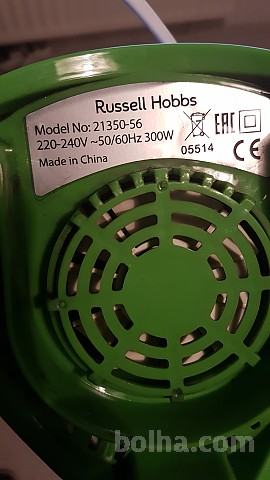 Russell Hobbs
Model No: 21350-56
220-240V ~50/60Hz 300W
Made in China
EAC
05514
CE
bolha.com